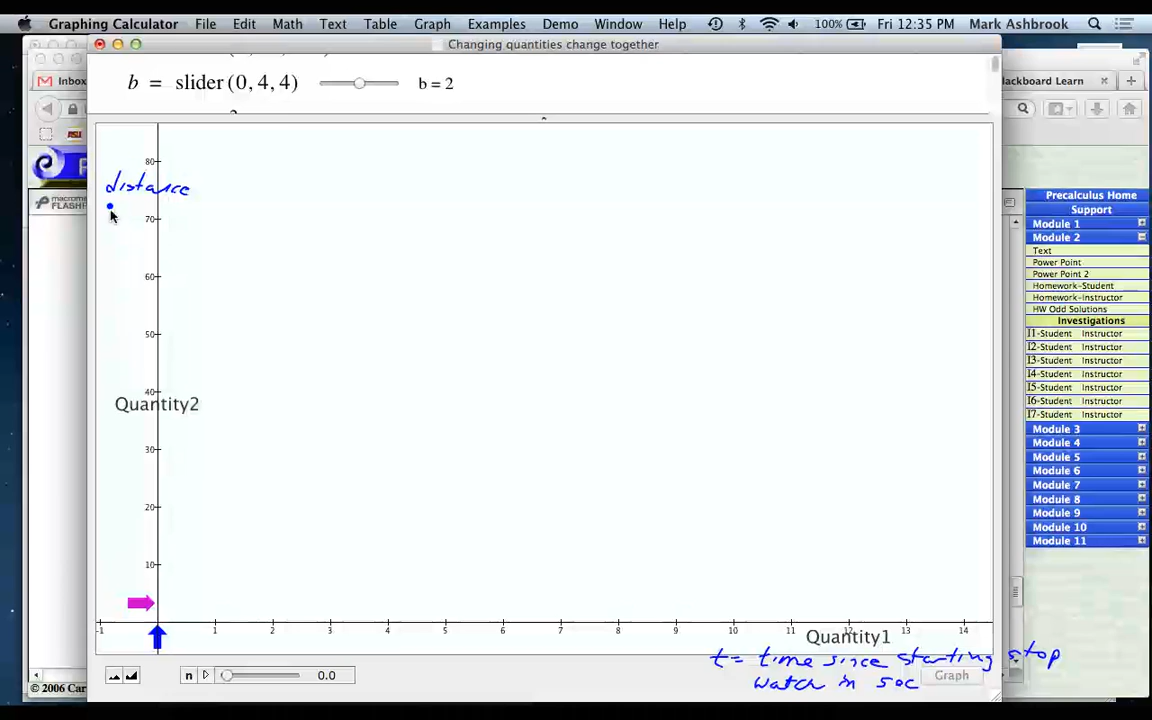 Graphing Calculator File Edit Math Text Table Graph Examples Demo Window Help 100% Fri 12:35 PM Mark Ashbrook
Changing quantities change together
Inbox
ackboard Learn
b = slider (0, 4, 4) b = 2
distance
80
70
60
50
40
30
20
10
Quantity2
-1 1 2 3 4 5 6 7 8 9 10 11 12 13 14
Quantity1
t = time since starting stop
watch in sec
n 0.0 Graph
© 2006 Car
P
macrome
FLASH
Precalculus Home
Support
Module 1
Module 2
Text
Power Point
Power Point 2
Homework-Student
Homework-Instructor
HW Odd Solutions
Investigations
I1-Student Instructor
I2-Student Instructor
I3-Student Instructor
I4-Student Instructor
I5-Student Instructor
I6-Student Instructor
I7-Student Instructor
Module 3
Module 4
Module 5
Module 6
Module 7
Module 8
Module 9
Module 10
Module 11